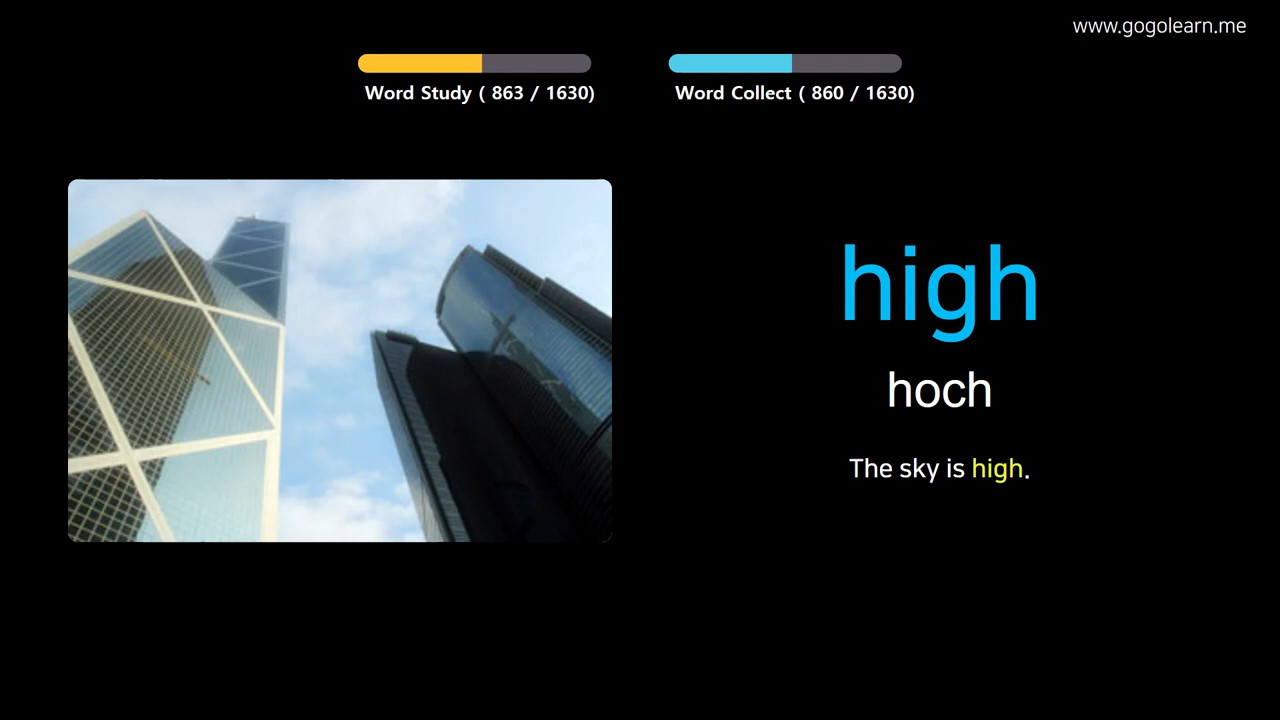 www.gogolearn.me
Word Study ( 863 / 1630)
Word Collect ( 860 / 1630)
high
hoch
The sky is high.